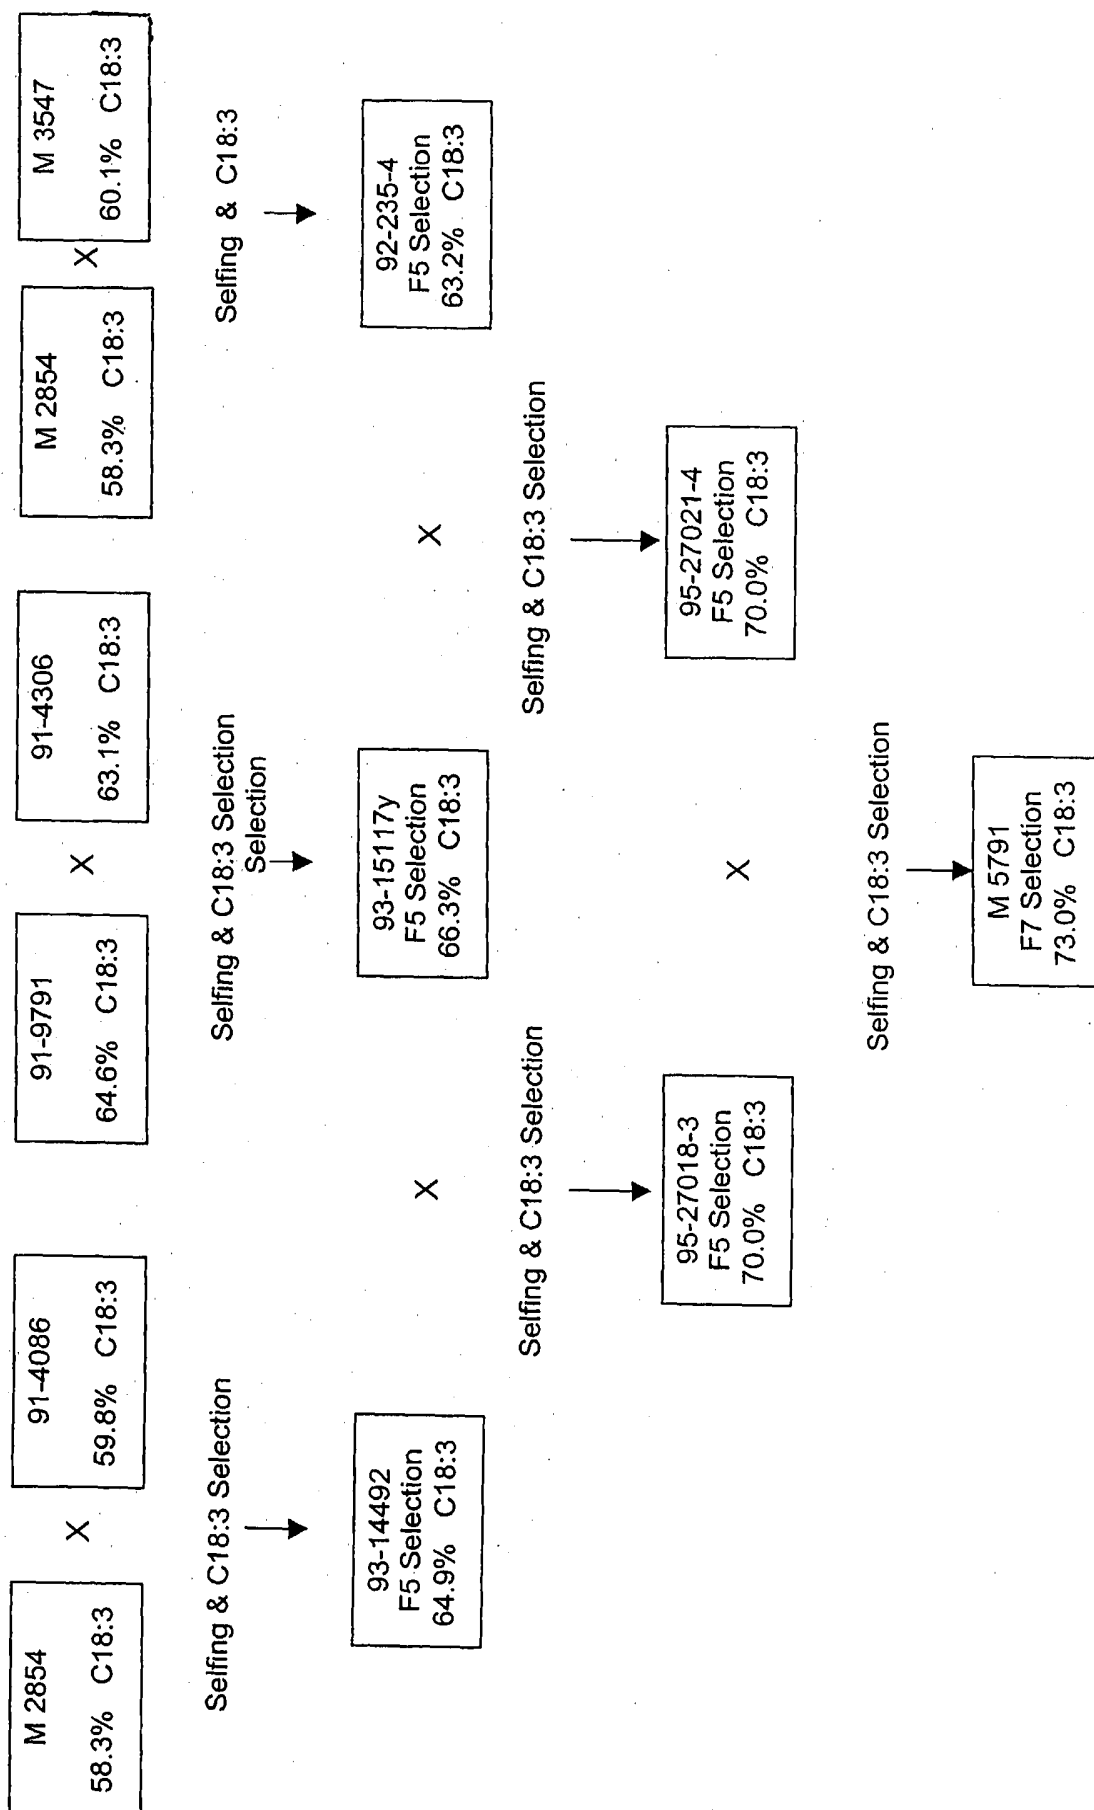 M 2854
58.3% C18:3
X
91-4086
59.8% C18:3
91-9791
64.6% C18:3
X
91-4306
63.1% C18:3
M 2854
58.3% C18:3
X
M 3547
60.1% C18:3
Selfing & C18:3 Selection
Selfing & C18:3 Selection
Selection
Selfing & C18:3
93-14492
F5 Selection
64.9% C18:3
X
93-15117y
F5 Selection
66.3% C18:3
X
92-235-4
F5 Selection
63.2% C18:3
Selfing & C18:3 Selection
Selfing & C18:3 Selection
95-27018-3
F5 Selection
70.0% C18:3
X
95-27021-4
F5 Selection
70.0% C18:3
Selfing & C18:3 Selection
M 5791
F7 Selection
73.0% C18:3